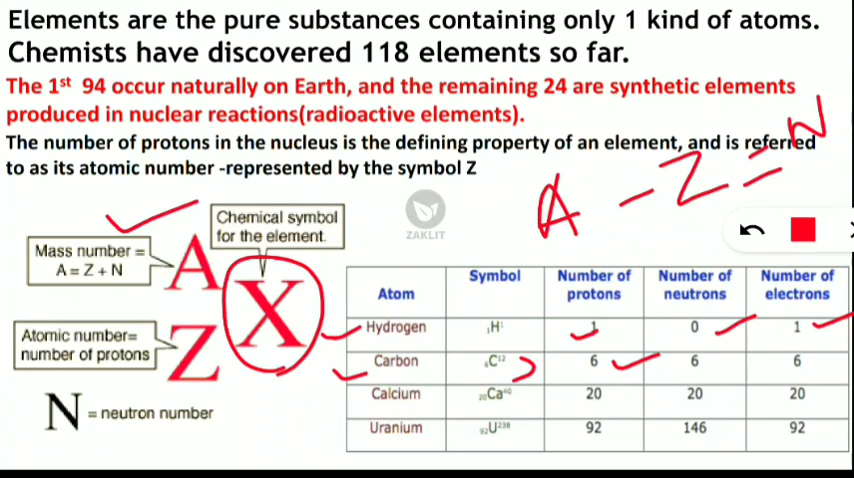 Elements are the pure substances containing only 1 kind of atoms.
Chemists have discovered 118 elements so far.
The 1st 94 occur naturally on Earth, and the remaining 24 are synthetic elements
produced in nuclear reactions(radioactive elements).
The number of protons in the nucleus is the defining property of an element, and is referred
to as its atomic number -represented by the symbol Z
A - Z = N
ZAKLIT
Chemical symbol
for the element.
Mass number =
A = Z + N
A
X
Atomic number=
number of protons
Z
N = neutron number
Atom Symbol Number of protons Number of neutrons Number of electrons
Hydrogen 1H1 1 0 1
Carbon 6C12 6 6 6
Calcium 20Ca40 20 20 20
Uranium 92U238 92 146 92